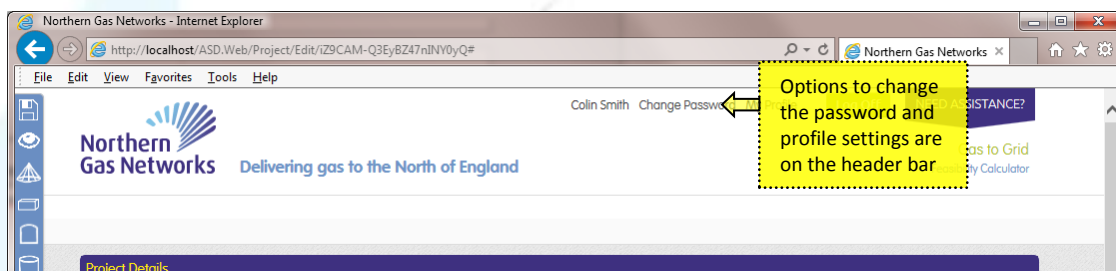 Northern Gas Networks - Internet Explorer
http://localhost/ASD.Web/Project/Edit/iZ9CAM-Q3EyBZ47nINY0yQ#
Northern Gas Networks
File Edit View Favorites Tools Help
Colin Smith Change Password
ASSISTANCE?
Options to change
the password and
profile settings are
on the header bar
Northern
Gas Networks
Delivering gas to the North of England
to Grid
Calculator
Project Details